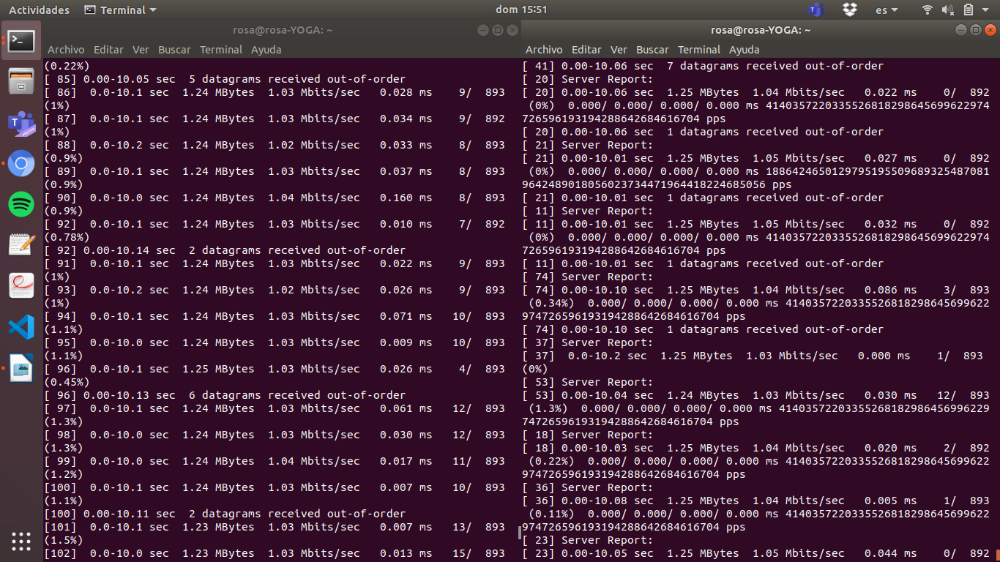 Actividades Terminal dom 15:51 es
rosa@rosa-YOGA: ~
Archivo Editar Ver Buscar Terminal Ayuda
(0.22%)
[ 85] 0.00-10.05 sec 5 datagrams received out-of-order
[ 86] 0.0-10.1 sec 1.24 MBytes 1.03 Mbits/sec 0.028 ms 9/ 893
(1%)
[ 87] 0.0-10.1 sec 1.24 MBytes 1.03 Mbits/sec 0.034 ms 9/ 892
(1%)
[ 88] 0.0-10.2 sec 1.24 MBytes 1.02 Mbits/sec 0.033 ms 8/ 893
(0.9%)
[ 89] 0.0-10.1 sec 1.24 MBytes 1.03 Mbits/sec 0.037 ms 8/ 893
(0.9%)
[ 90] 0.0-10.0 sec 1.24 MBytes 1.04 Mbits/sec 0.160 ms 8/ 893
(0.9%)
[ 92] 0.0-10.1 sec 1.24 MBytes 1.03 Mbits/sec 0.010 ms 7/ 892
(0.78%)
[ 92] 0.00-10.14 sec 2 datagrams received out-of-order
[ 91] 0.0-10.1 sec 1.24 MBytes 1.03 Mbits/sec 0.022 ms 9/ 893
(1%)
[ 93] 0.0-10.2 sec 1.24 MBytes 1.02 Mbits/sec 0.026 ms 9/ 893
(1%)
[ 94] 0.0-10.1 sec 1.24 MBytes 1.03 Mbits/sec 0.071 ms 10/ 893
(1.1%)
[ 95] 0.0-10.0 sec 1.24 MBytes 1.03 Mbits/sec 0.009 ms 10/ 893
(1.1%)
[ 96] 0.0-10.1 sec 1.25 MBytes 1.03 Mbits/sec 0.026 ms 4/ 893
(0.45%)
[ 96] 0.00-10.13 sec 6 datagrams received out-of-order
[ 97] 0.0-10.1 sec 1.24 MBytes 1.03 Mbits/sec 0.061 ms 12/ 893
(1.3%)
[ 98] 0.0-10.0 sec 1.24 MBytes 1.03 Mbits/sec 0.030 ms 12/ 893
(1.3%)
[ 99] 0.0-10.0 sec 1.24 MBytes 1.04 Mbits/sec 0.017 ms 11/ 893
(1.2%)
[100] 0.0-10.1 sec 1.24 MBytes 1.03 Mbits/sec 0.007 ms 10/ 893
(1.1%)
[100] 0.00-10.11 sec 2 datagrams received out-of-order
[101] 0.0-10.1 sec 1.23 MBytes 1.03 Mbits/sec 0.007 ms 13/ 893
(1.5%)
[102] 0.0-10.0 sec 1.23 MBytes 1.03 Mbits/sec 0.013 ms 15/ 893
rosa@rosa-YOGA: ~
Archivo Editar Ver Buscar Terminal Ayuda
[ 41] 0.00-10.06 sec 7 datagrams received out-of-order
[ 20] Server Report:
[ 20] 0.00-10.06 sec 1.25 MBytes 1.04 Mbits/sec 0.022 ms 0/ 892
(0%) 0.000/ 0.000/ 0.000/ 0.000 ms 4140357220335526818298645699622974
7265961931942886426846167​04 pps
[ 20] 0.00-10.06 sec 1 datagrams received out-of-order
[ 21] Server Report:
[ 21] 0.00-10.01 sec 1.25 MBytes 1.05 Mbits/sec 0.027 ms 0/ 892
(0%) 0.000/ 0.000/ 0.000/ 0.000 ms 1886424650129795195509689325487081
9642489018056023734471964418224685056 pps
[ 21] 0.00-10.01 sec 1 datagrams received out-of-order
[ 11] Server Report:
[ 11] 0.00-10.01 sec 1.25 MBytes 1.05 Mbits/sec 0.032 ms 0/ 892
(0%) 0.000/ 0.000/ 0.000/ 0.000 ms 4140357220335526818298645699622974
726596193194288642684616704 pps
[ 11] 0.00-10.01 sec 1 datagrams received out-of-order
[ 74] Server Report:
[ 74] 0.00-10.10 sec 1.25 MBytes 1.04 Mbits/sec 0.086 ms 3/ 893
(0.34%) 0.000/ 0.000/ 0.000/ 0.000 ms 4140357220335526818298645699622
974726596193194288642684616704 pps
[ 74] 0.00-10.10 sec 1 datagrams received out-of-order
[ 37] Server Report:
[ 37] 0.0-10.2 sec 1.25 MBytes 1.03 Mbits/sec 0.000 ms 1/ 893
(0%)
[ 53] Server Report:
[ 53] 0.00-10.04 sec 1.24 MBytes 1.03 Mbits/sec 0.030 ms 12/ 893
(1.3%) 0.000/ 0.000/ 0.000/ 0.000 ms 41403572203355268182986456996229
74726596193194288642684616704 pps
[ 18] Server Report:
[ 18] 0.00-10.03 sec 1.25 MBytes 1.04 Mbits/sec 0.020 ms 2/ 892
(0.22%) 0.000/ 0.000/ 0.000/ 0.000 ms 4140357220335526818298645699622
974726596193194288642684616704 pps
[ 36] Server Report:
[ 36] 0.00-10.08 sec 1.25 MBytes 1.04 Mbits/sec 0.005 ms 1/ 893
(0.11%) 0.000/ 0.000/ 0.000/ 0.000 ms 4140357220335526818298645699622
974726596193194288642684616704 pps
[ 23] Server Report:
[ 23] 0.00-10.05 sec 1.25 MBytes 1.05 Mbits/sec 0.044 ms 0/ 892